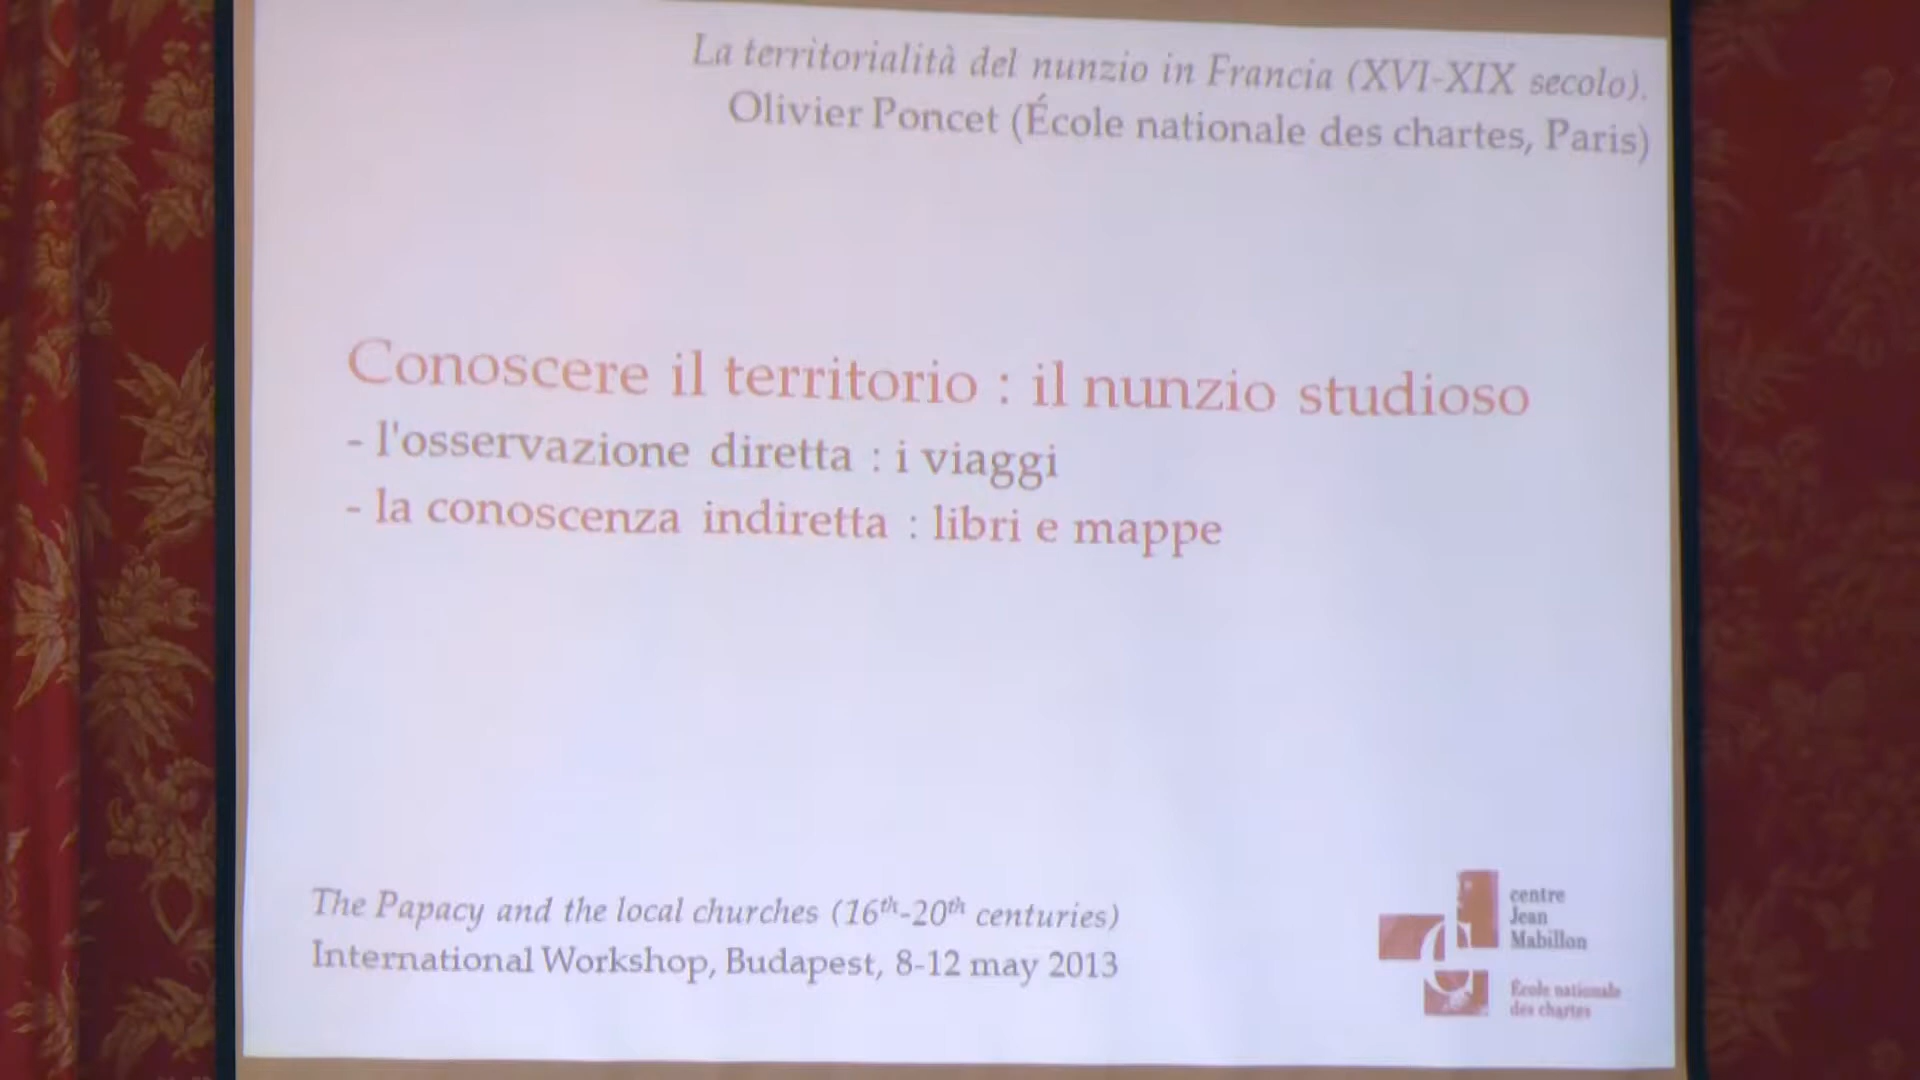 La territorialità del nunzio in Francia (XVI-XIX secolo).
Olivier Poncet (École nationale des chartes, Paris)
Conoscere il territorio : il nunzio studioso
- l'osservazione diretta : i viaggi
- la conoscenza indiretta : libri e mappe
The Papacy and the local churches (16th-20th centuries)
International Workshop, Budapest, 8-12 may 2013
centre
Jean
Mabillon
École nationale
des chartes